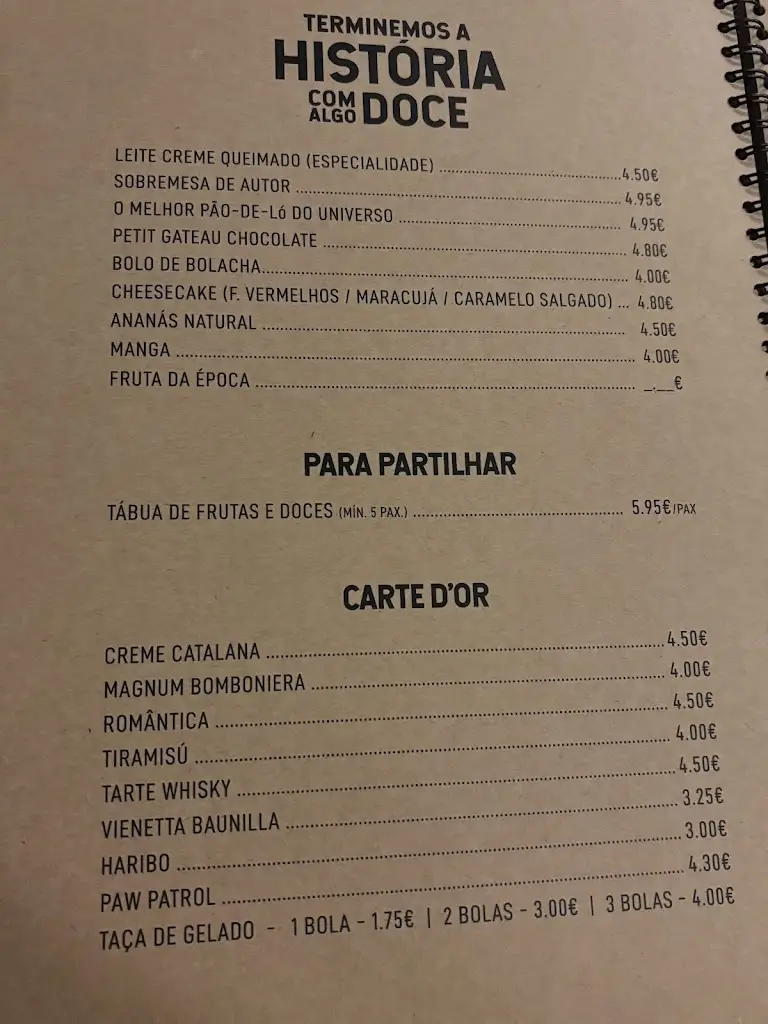 TERMINEMOS A
HISTÓRIA
COM ALGO DOCE
LEITE CREME QUEIMADO (ESPECIALIDADE) 4.50€
SOBREMESA DE AUTOR 4.95€
O MELHOR PÃO-DE-Ló DO UNIVERSO 4.95€
PETIT GATEAU CHOCOLATE 4.80€
BOLO DE BOLACHA 4.00€
CHEESECAKE (F. VERMELHOS / MARACUJÁ / CARAMELO SALGADO) ... 4.80€
ANANÁS NATURAL 4.50€
MANGA 4.00€
FRUTA DA ÉPOCA _.__€
PARA PARTILHAR
TÁBUA DE FRUTAS E DOCES (MÍN. 5 PAX.) 5.95€/PAX
CARTE D'OR
CREME CATALANA 4.50€
MAGNUM BOMBONIERA 4.00€
ROMÂNTICA 4.50€
TIRAMISÚ 4.00€
TARTE WHISKY 4.50€
VIENETTA BAUNILLA 3.25€
HARIBO 3.00€
PAW PATROL 4.30€
TAÇA DE GELADO - 1 BOLA - 1.75€ | 2 BOLAS - 3.00€ | 3 BOLAS - 4.00€